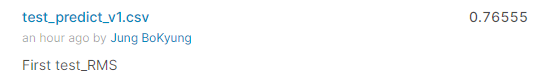 test_predict_v1.csv 0.76555
an hour ago by Jung BoKyung
First test_RMS